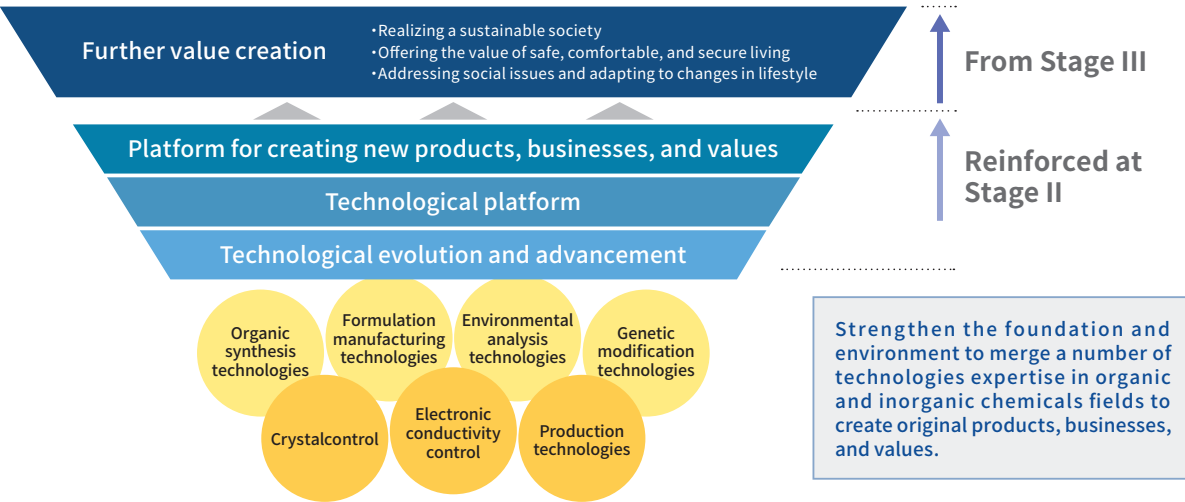 Further value creation
・Realizing a sustainable society
・Offering the value of safe, comfortable, and secure living
・Addressing social issues and adapting to changes in lifestyle
From Stage III
Platform for creating new products, businesses, and values
Technological platform
Technological evolution and advancement
Reinforced at
Stage II
Organic
synthesis
technologies
Formulation
manufacturing
technologies
Environmental
analysis
technologies
Genetic
modification
technologies
Crystalcontrol
Electronic
conductivity
control
Production
technologies
Strengthen the foundation and
environment to merge a number of
technologies expertise in organic
and inorganic chemicals fields to
create original products, businesses,
and values.